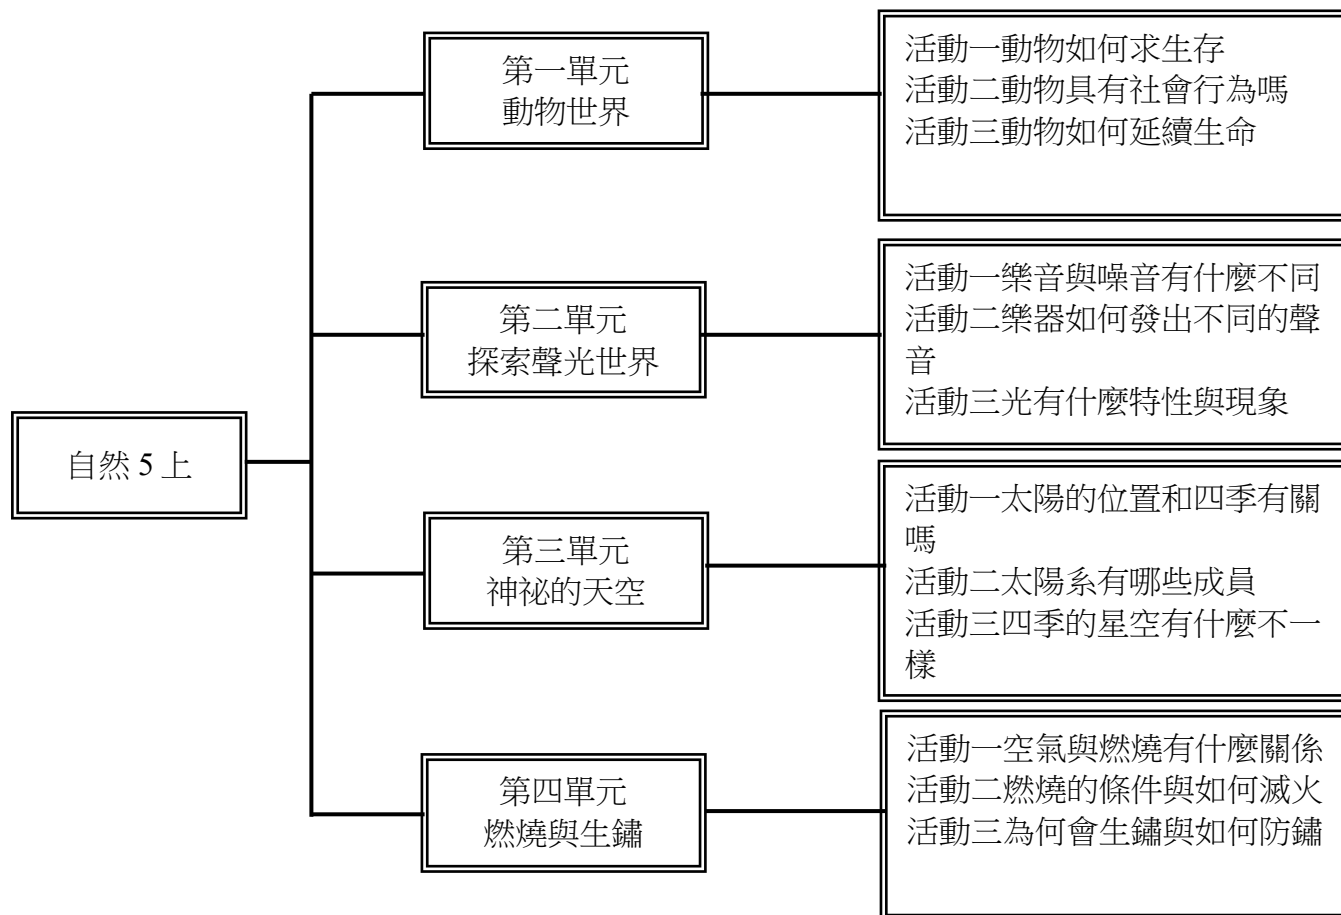 自然 5 上
第一單元
動物世界
活動一動物如何求生存
活動二動物具有社會行為嗎
活動三動物如何延續生命
第二單元
探索聲光世界
活動一樂音與噪音有什麼不同
活動二樂器如何發出不同的聲
音
活動三光有什麼特性與現象
第三單元
神祕的天空
活動一太陽的位置和四季有關
嗎
活動二太陽系有哪些成員
活動三四季的星空有什麼不一
樣
第四單元
燃燒與生鏽
活動一空氣與燃燒有什麼關係
活動二燃燒的條件與如何滅火
活動三為何會生鏽與如何防鏽